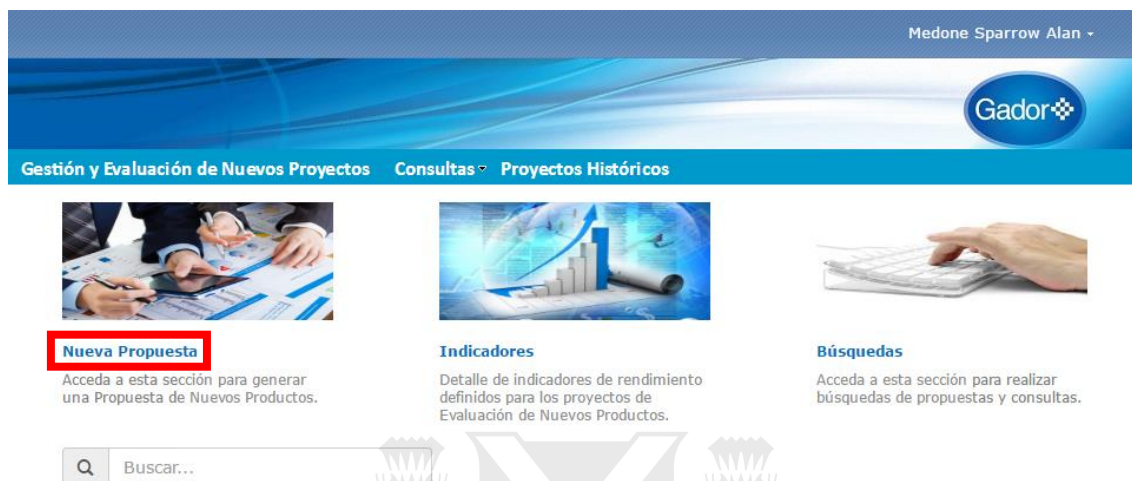 Medone Sparrow Alan
Gador
Gestión y Evaluación de Nuevos Proyectos Consultas Proyectos Históricos
Nueva Propuesta
Acceda a esta sección para generar
una Propuesta de Nuevos Productos.
Indicadores
Detalle de indicadores de rendimiento
definidos para los proyectos de
Evaluación de Nuevos Productos.
Búsquedas
Acceda a esta sección para realizar
búsquedas de propuestas y consultas.
Buscar...